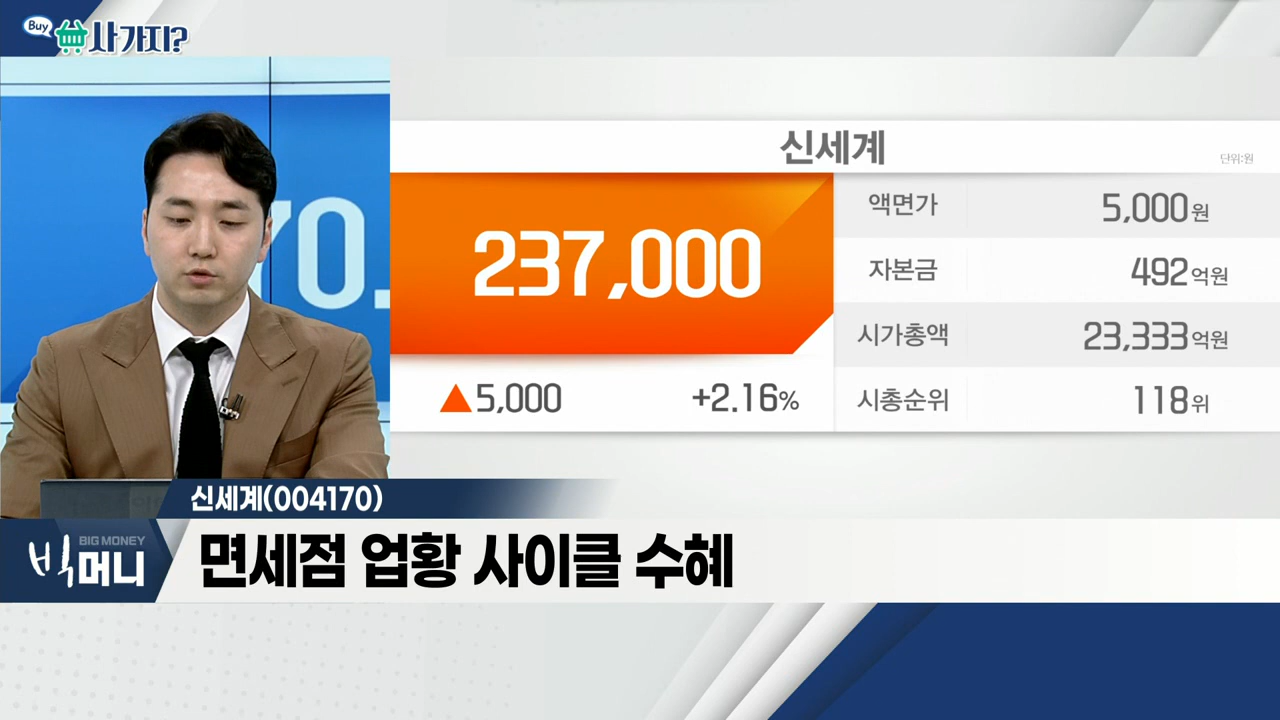 Buy
사가지?
70.
신세계
단위:원
237,000
▲5,000 +2.16%
액면가 5,000원
자본금 492억원
시가총액 23,333억원
시총순위 118위
신세계(004170)
BIG MONEY
빅머니
면세점 업황 사이클 수혜